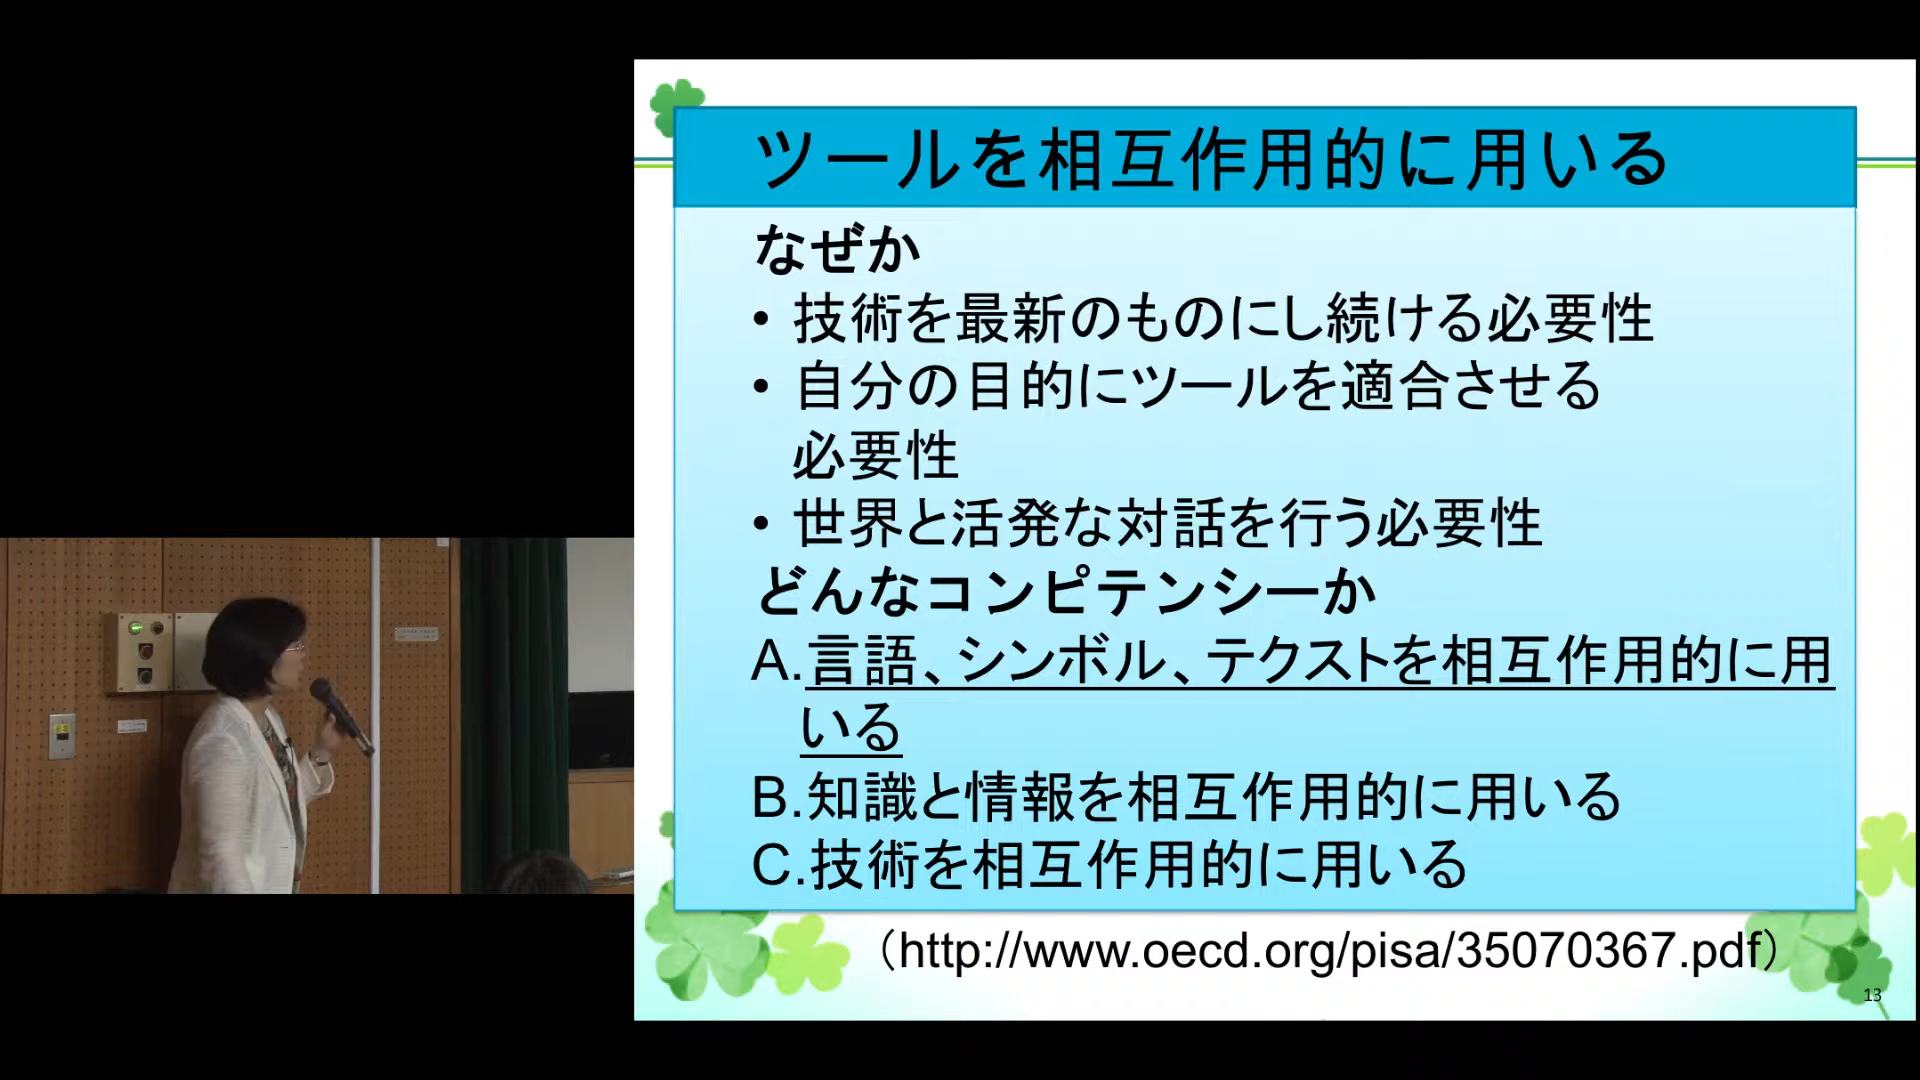 ツールを相互作用的に用いる
なぜか
• 技術を最新のものにし続ける必要性
• 自分の目的にツールを適合させる
必要性
• 世界と活発な対話を行う必要性
どんなコンピテンシーか
A.言語、シンボル、テクストを相互作用的に用
いる
B.知識と情報を相互作用的に用いる
C.技術を相互作用的に用いる
（http://www.oecd.org/pisa/35070367.pdf）
13